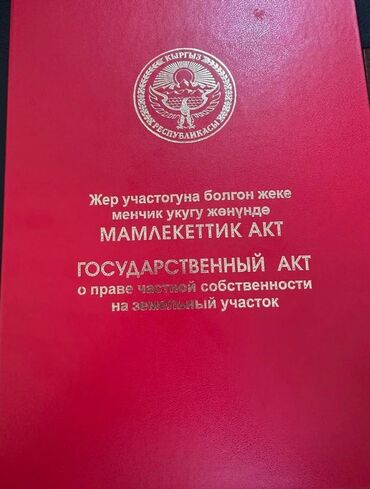 КЫРГЫЗ
РЕСПУБЛИКАСЫ
Жер участогуна болгон жеке
менчик укугу жөнүндө
МАМЛЕКЕТТИК АКТ
ГОСУДАРСТВЕННЫЙ АКТ
о праве частной собственности
на земельный участок